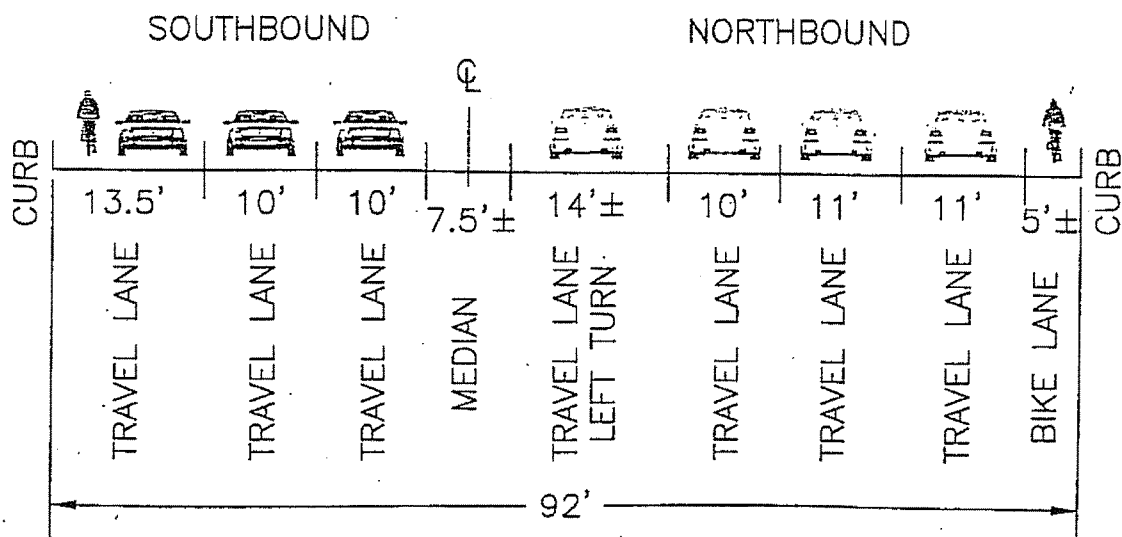 SOUTHBOUND
NORTHBOUND
℄
CURB
13.5'
10'
10'
7.5'±
14'±
10'
11'
11'
5'±
CURB
TRAVEL LANE
TRAVEL LANE
TRAVEL LANE
MEDIAN
TRAVEL LANE
LEFT TURN
TRAVEL LANE
TRAVEL LANE
TRAVEL LANE
BIKE LANE
92'